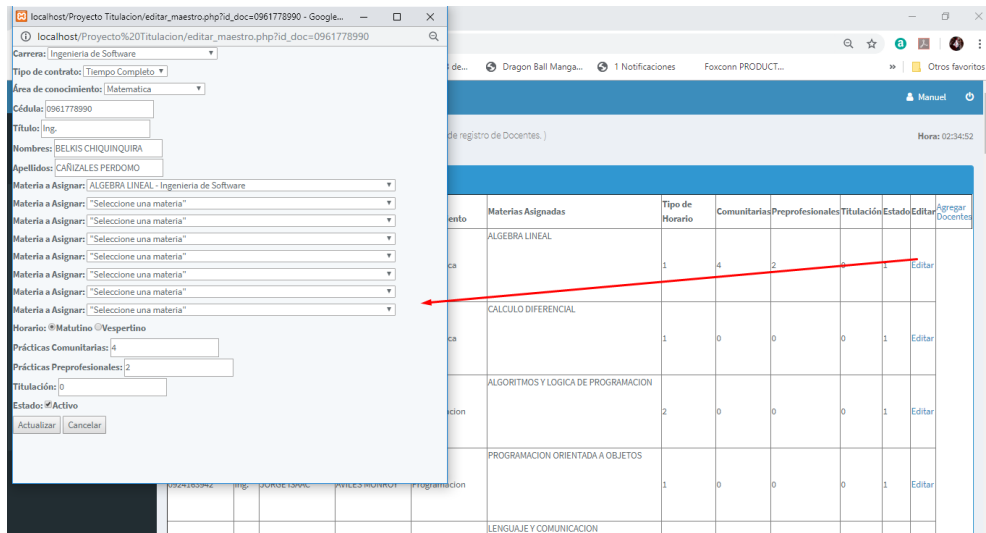 localhost/Proyecto Titulacion/editar_maestro.php?id_doc=0961778990 - Google...
localhost/Proyecto%20Titulacion/editar_maestro.php?id_doc=0961778990
Carrera: Ingenieria de Software
Tipo de contrato: Tiempo Completo
Área de conocimiento: Matematica
Cédula: 0961778990
Título: Ing.
Nombres: BELKIS CHIQUINQUIRA
Apellidos: CAÑIZALES PERDOMO
Materia a Asignar: ALGEBRA LINEAL - Ingenieria de Software
Materia a Asignar: "Seleccione una materia"
Materia a Asignar: "Seleccione una materia"
Materia a Asignar: "Seleccione una materia"
Materia a Asignar: "Seleccione una materia"
Materia a Asignar: "Seleccione una materia"
Materia a Asignar: "Seleccione una materia"
Materia a Asignar: "Seleccione una materia"
Horario: Matutino Vespertino
Prácticas Comunitarias: 4
Prácticas Preprofesionales: 2
Titulación: 0
Estado: Activo
Actualizar Cancelar
de... Dragon Ball Manga... 1 Notificaciones Foxconn PRODUCT... » Otros favoritos
Manuel
de registro de Docentes. ) Hora: 02:34:52
ento Materias Asignadas Tipo de Horario Comunitarias Preprofesionales Titulación Estado Editar Agregar Docentes
ca ALGEBRA LINEAL 1 4 2 0 1 Editar
ca CALCULO DIFERENCIAL 1 0 0 0 1 Editar
acion ALGORITMOS Y LOGICA DE PROGRAMACION 2 0 0 0 1 Editar
0924163942 Ing. JORGE ISAAC AVILES MONROY Programacion PROGRAMACION ORIENTADA A OBJETOS 1 0 0 0 1 Editar
LENGUAJE Y COMUNICACION